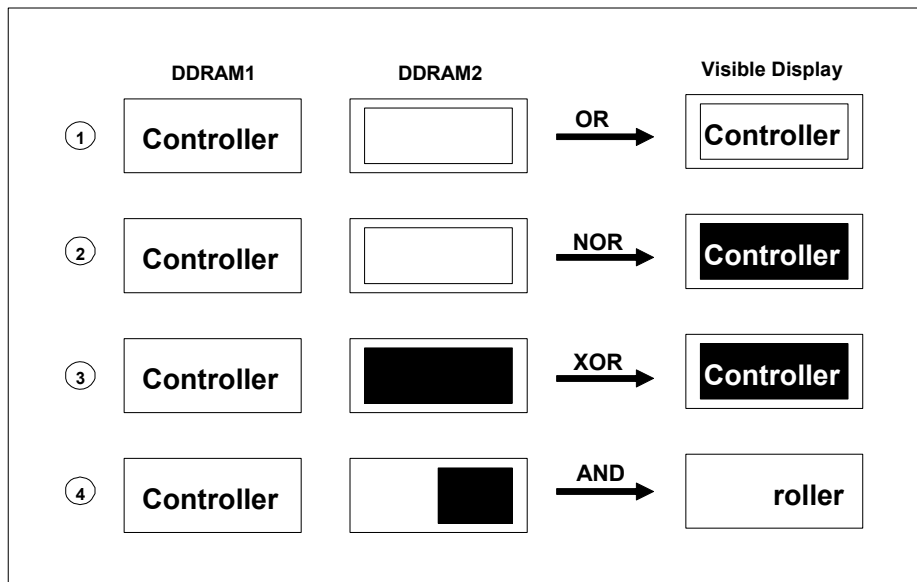 DDRAM1 DDRAM2 Visible Display
1 Controller OR Controller
2 Controller NOR Controller
3 Controller XOR Controller
4 Controller AND roller